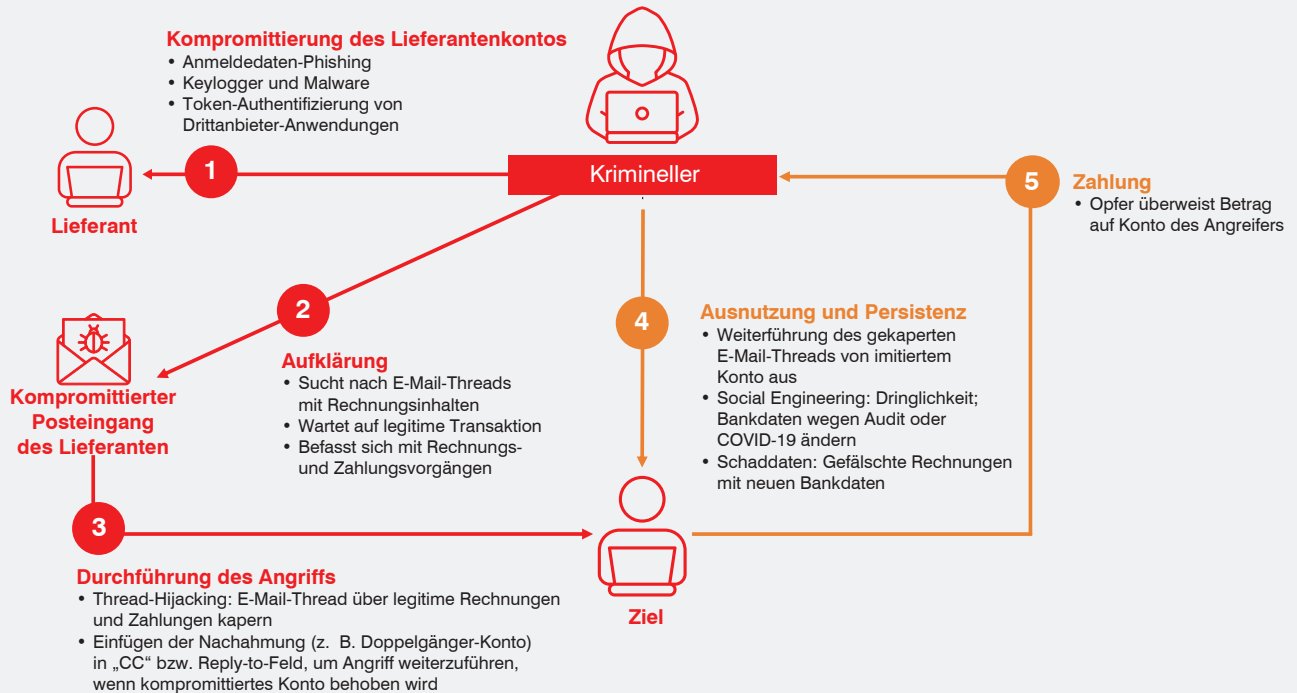 Kompromittierung des Lieferantenkontos
• Anmeldedaten-Phishing
• Keylogger und Malware
• Token-Authentifizierung von
Drittanbieter-Anwendungen
Krimineller
1
Lieferant
5
Zahlung
• Opfer überweist Betrag
auf Konto des Angreifers
2
Aufklärung
• Sucht nach E-Mail-Threads
mit Rechnungsinhalten
• Wartet auf legitime Transaktion
• Befasst sich mit Rechnungs-
und Zahlungsvorgängen
4
Ausnutzung und Persistenz
• Weiterführung des gekaperten
E-Mail-Threads von imitiertem
Konto aus
• Social Engineering: Dringlichkeit;
Bankdaten wegen Audit oder
COVID-19 ändern
• Schaddaten: Gefälschte Rechnungen
mit neuen Bankdaten
Kompromittierter
Posteingang
des Lieferanten
3
Durchführung des Angriffs
• Thread-Hijacking: E-Mail-Thread über legitime Rechnungen
und Zahlungen kapern
• Einfügen der Nachahmung (z. B. Doppelgänger-Konto)
in „CC“ bzw. Reply-to-Feld, um Angriff weiterzuführen,
wenn kompromittiertes Konto behoben wird
Ziel